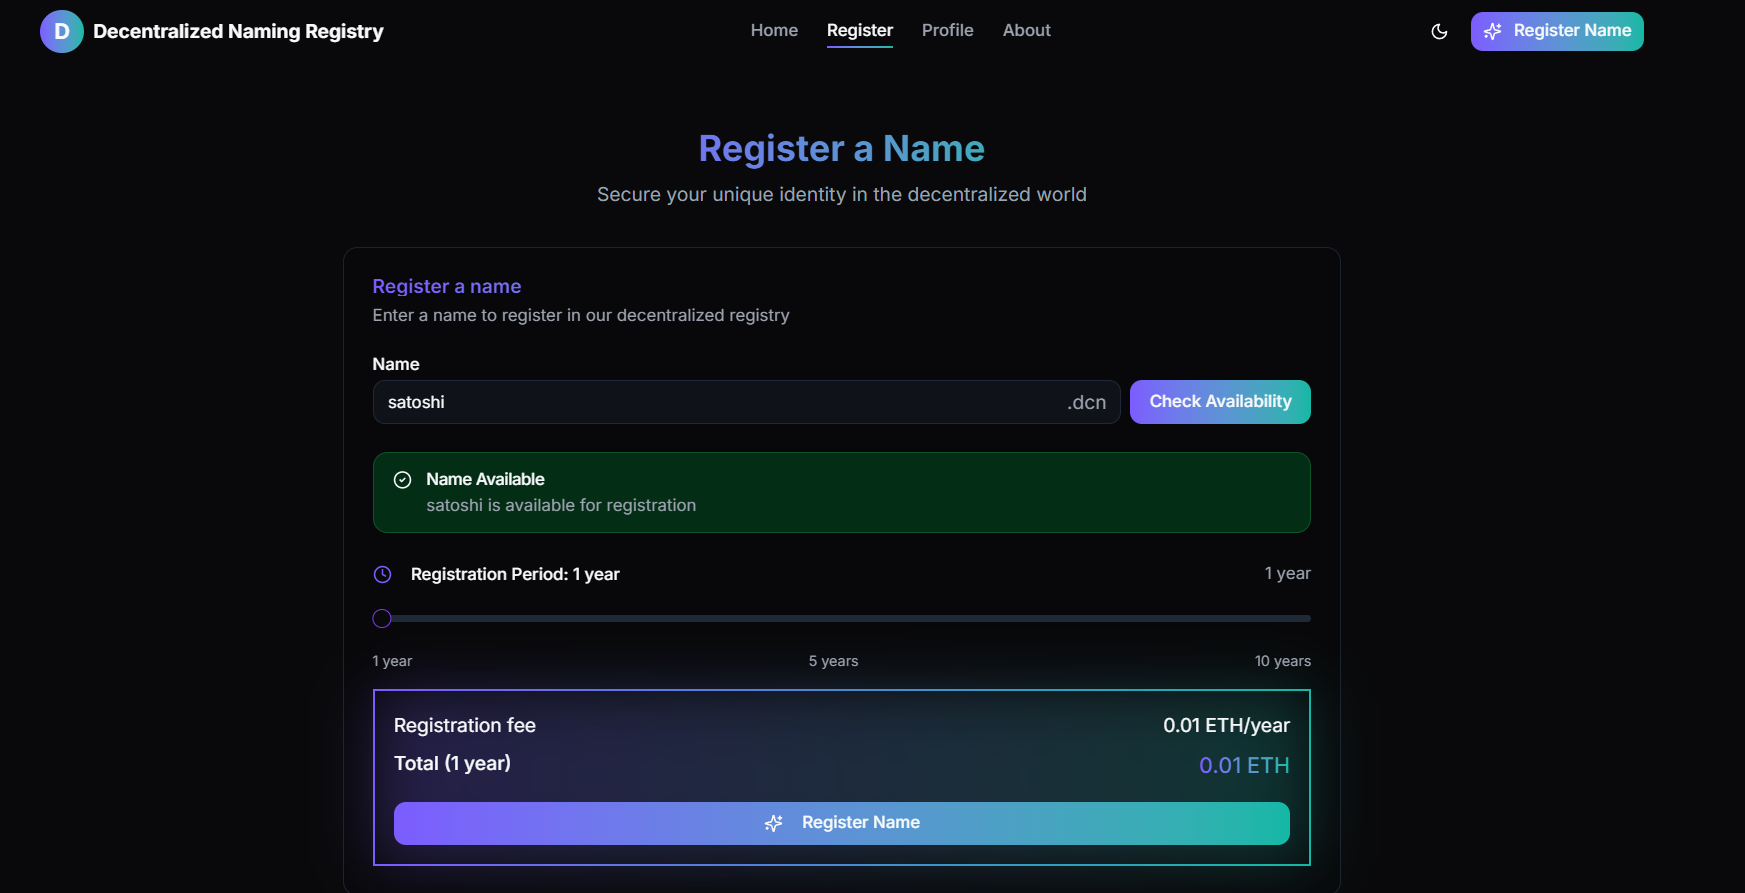 D Decentralized Naming Registry Home Register Profile About Register Name
Register a Name
Secure your unique identity in the decentralized world
Register a name
Enter a name to register in our decentralized registry
Name
satoshi .dcn Check Availability
Name Available
satoshi is available for registration
Registration Period: 1 year 1 year
1 year 5 years 10 years
Registration fee 0.01 ETH/year
Total (1 year) 0.01 ETH
Register Name